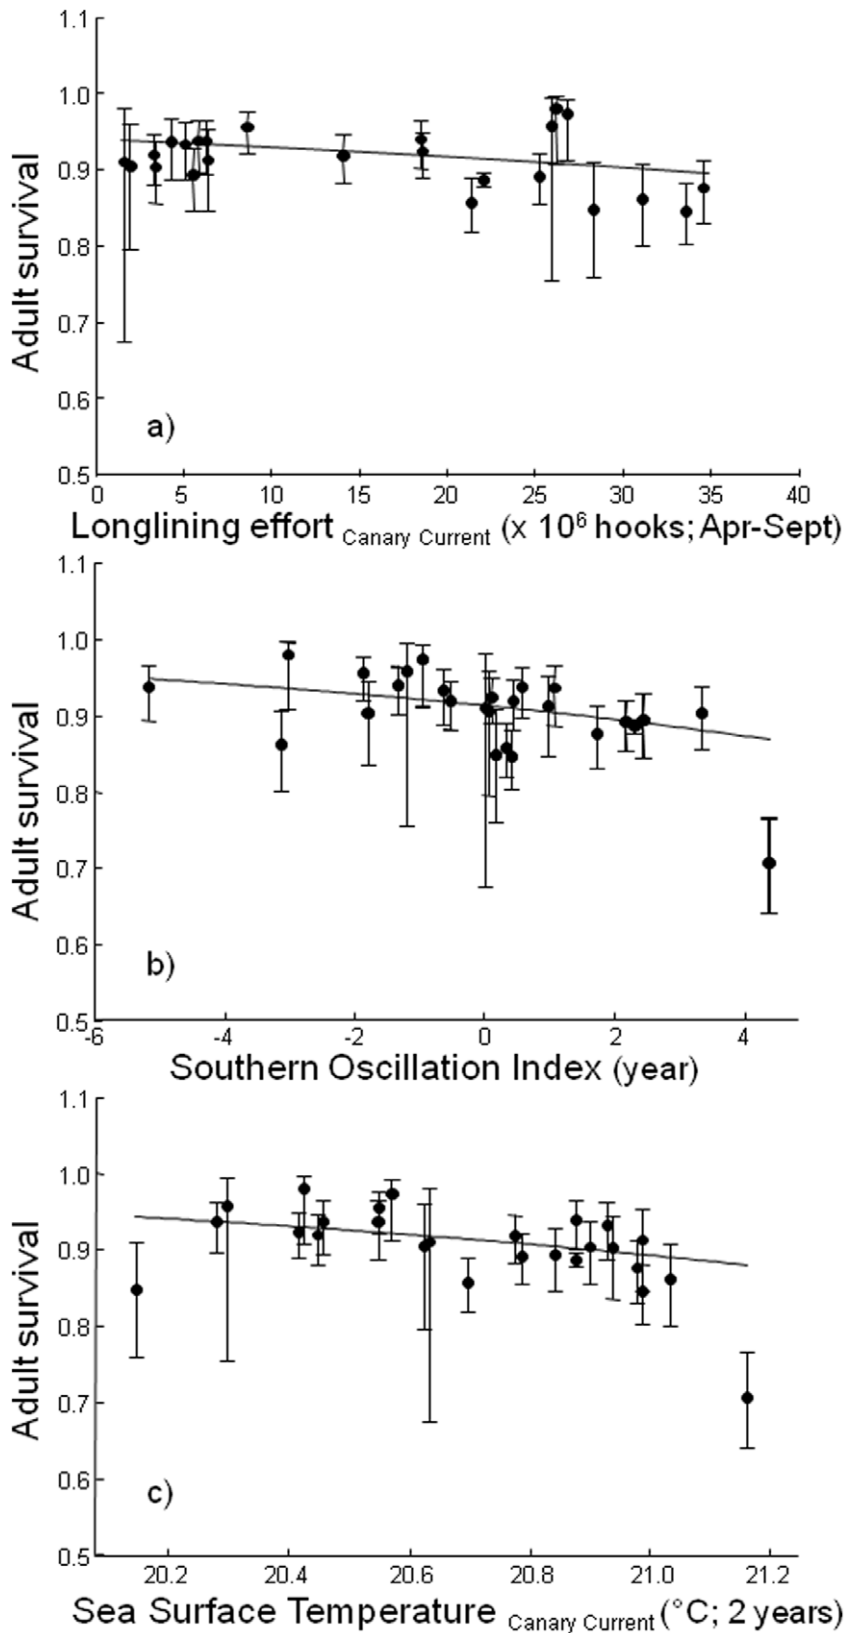 1.1
1.0
0.9
0.8
0.7
0.6
0.5
Adult survival
a)
0 5 10 15 20 25 30 35 40
Longlining effort Canary Current (x 10⁶ hooks; Apr-Sept)
1.1
1.0
0.9
0.8
0.7
0.6
0.5
Adult survival
b)
-6 -4 -2 0 2 4
Southern Oscillation Index (year)
1.1
1.0
0.9
0.8
0.7
0.6
0.5
Adult survival
c)
20.2 20.4 20.6 20.8 21.0 21.2
Sea Surface Temperature Canary Current (°C; 2 years)